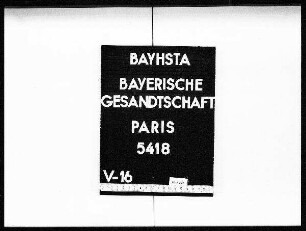 BAYHSTA
BAYERISCHE
GESANDTSCHAFT
PARIS
5418
V-16